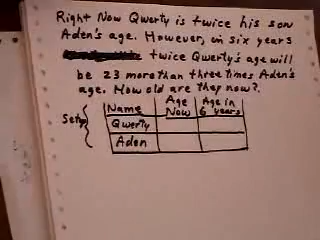 Right Now Qwerty is twice his son
Aden's age. However, in six years
twice Qwerty's age will
be 23 more than three times Aden's
age. How old are they now?
Setup
Name Age Now Age in 6 years
Qwerty
Aden